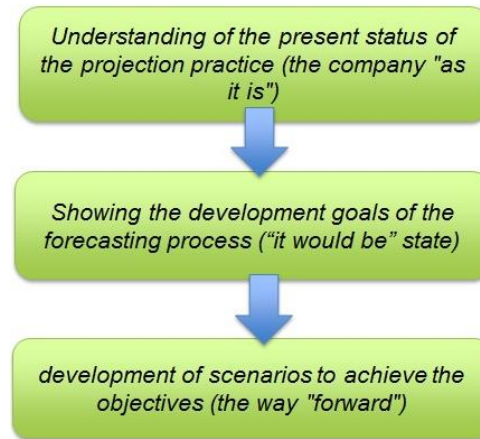 Understanding of the present status of
the projection practice (the company "as
it is")
Showing the development goals of the
forecasting process (“it would be” state)
development of scenarios to achieve the
objectives (the way "forward")